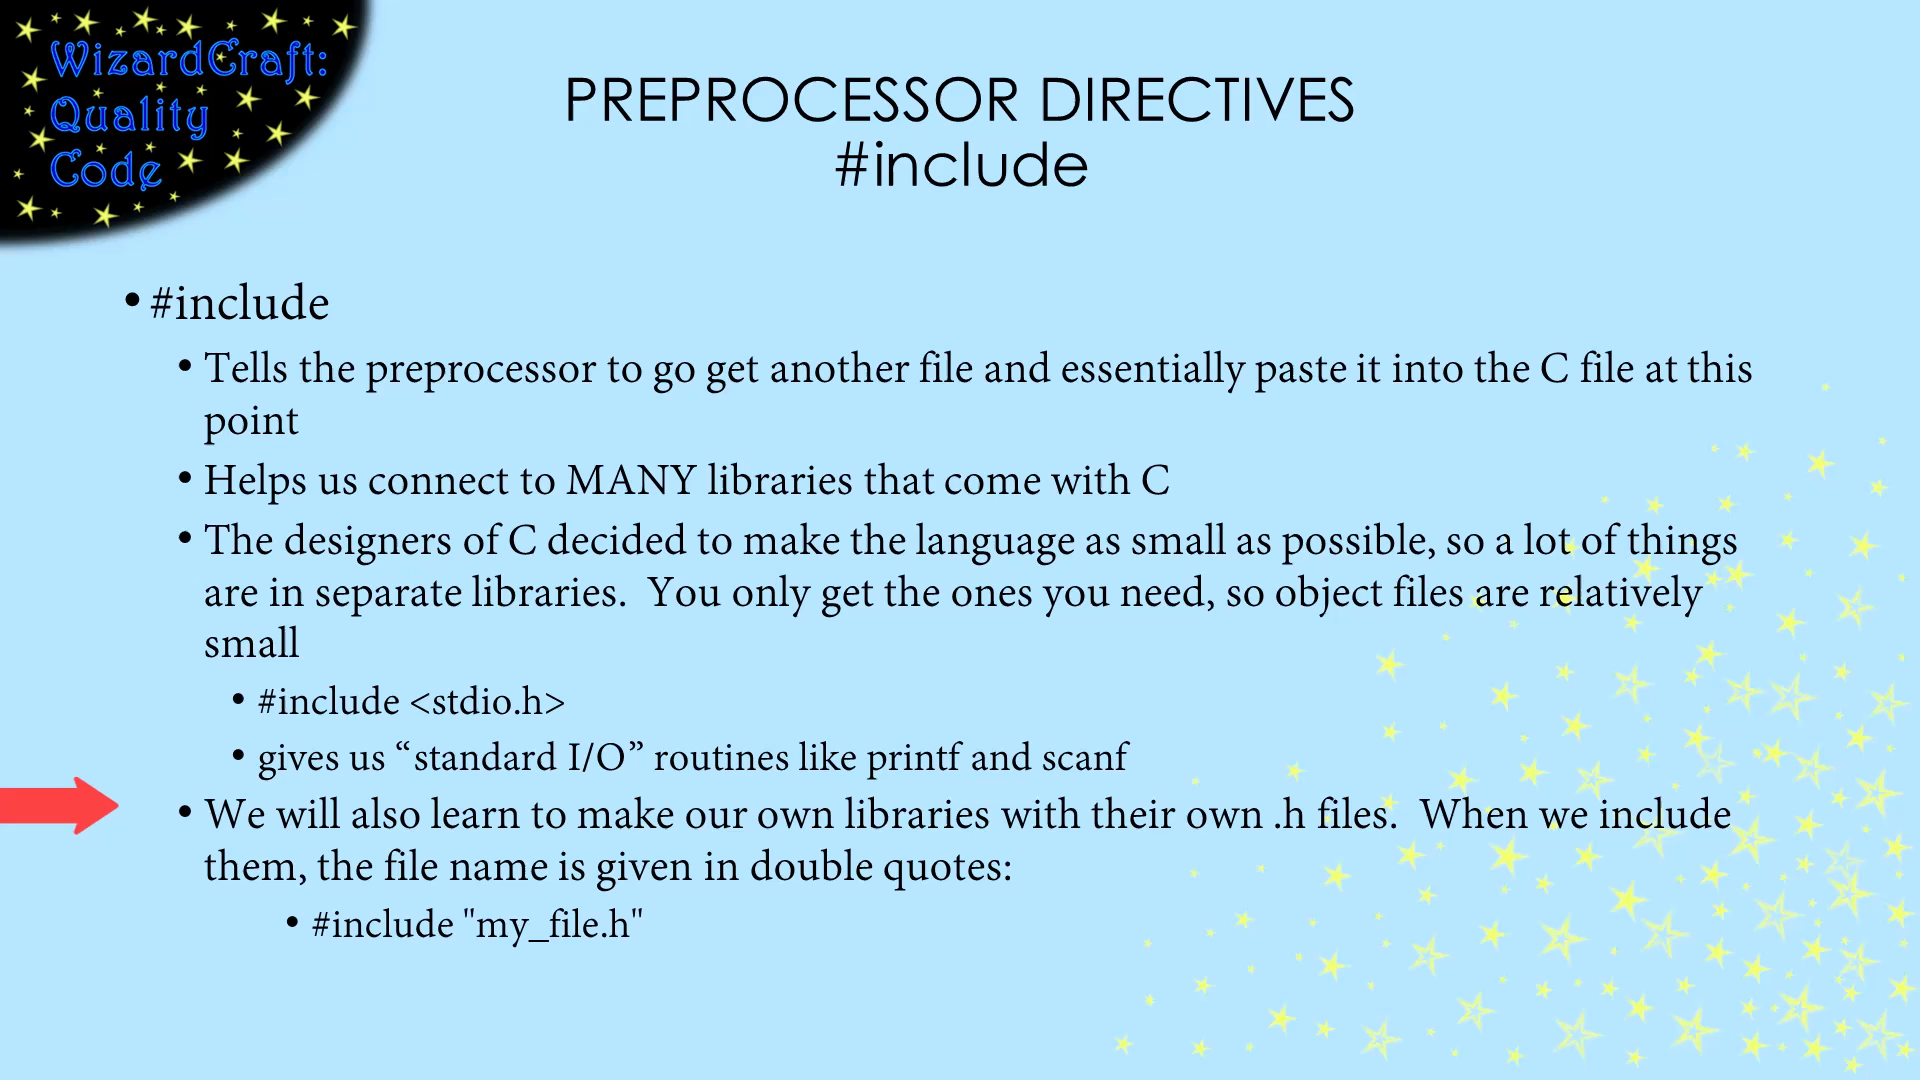 WizardCraft:
Quality
Code
PREPROCESSOR DIRECTIVES
#include
• #include
• Tells the preprocessor to go get another file and essentially paste it into the C file at this
point
• Helps us connect to MANY libraries that come with C
• The designers of C decided to make the language as small as possible, so a lot of things
are in separate libraries.  You only get the ones you need, so object files are relatively
small
• #include <stdio.h>
• gives us “standard I/O” routines like printf and scanf
• We will also learn to make our own libraries with their own .h files.  When we include
them, the file name is given in double quotes:
• #include "my_file.h"